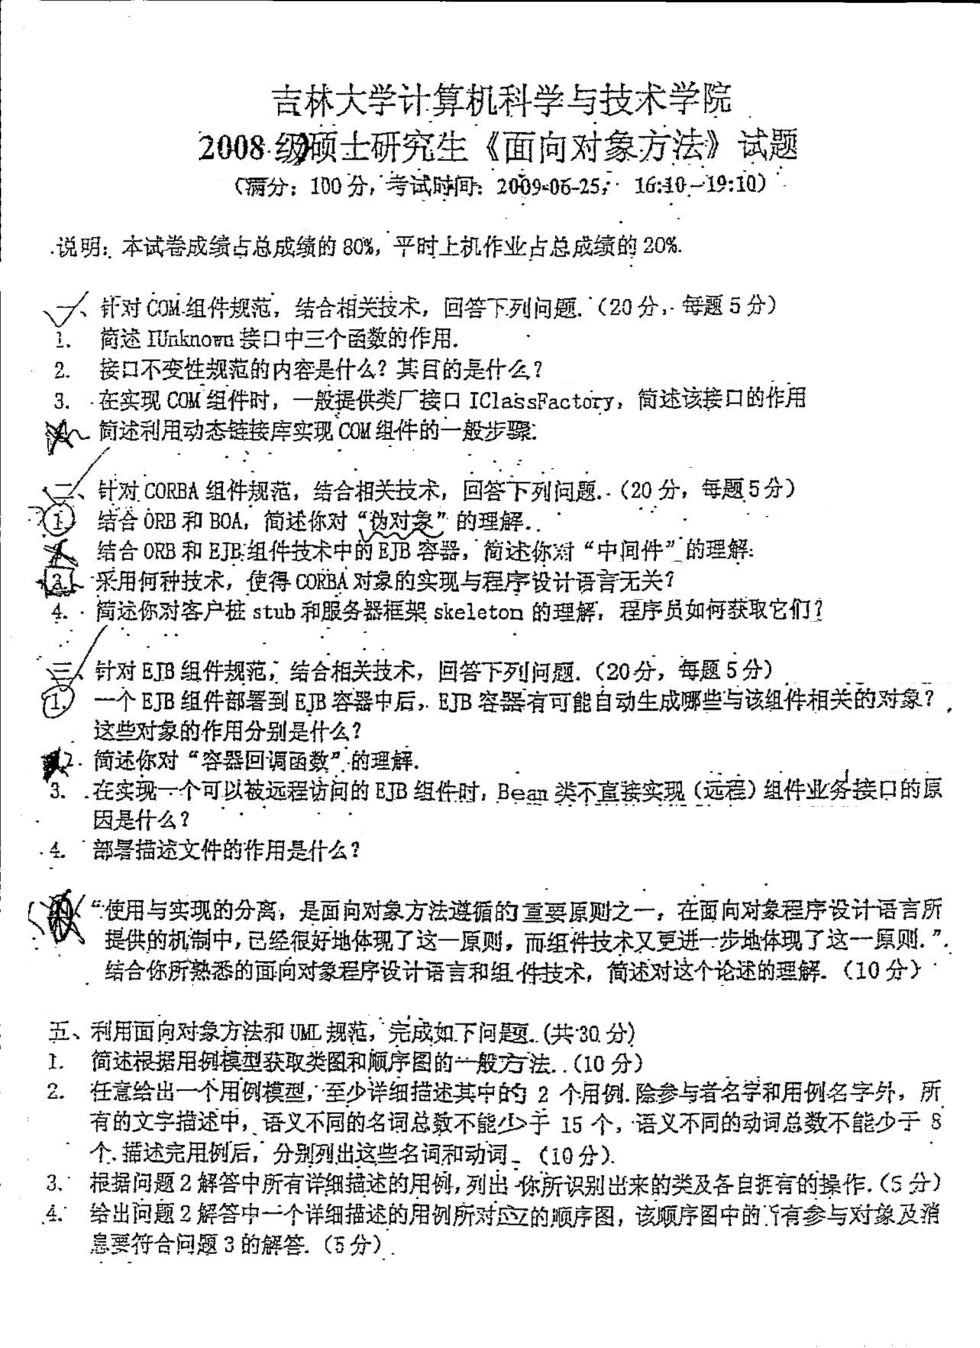 吉林大学计算机科学与技术学院
2008级硕士研究生《面向对象方法》试题
(满分：100分，考试时间：2009-06-25， 16:10-19:10)
说明：本试卷成绩占总成绩的80%，平时上机作业占总成绩的20%.
一、针对COM组件规范，结合相关技术，回答下列问题.（20分，每题5分）
1. 简述IUnknown接口中三个函数的作用.
2. 接口不变性规范的内容是什么？其目的是什么？
3. 在实现COM组件时，一般提供类厂接口IClassFactory，简述该接口的作用
简述利用动态链接库实现COM组件的一般步骤.
二、针对CORBA组件规范，结合相关技术，回答下列问题.（20分，每题5分）
1. 结合ORB和BOA，简述你对“伪对象”的理解.
结合ORB和EJB组件技术中的EJB容器，简述你对“中间件”的理解.
3. 采用何种技术，使得CORBA对象的实现与程序设计语言无关？
4. 简述你对客户桩stub和服务器框架skeleton的理解，程序员如何获取它们？
三、针对EJB组件规范，结合相关技术，回答下列问题.（20分，每题5分）
1. 一个EJB组件部署到EJB容器中后，EJB容器有可能自动生成哪些与该组件相关的对象？
这些对象的作用分别是什么？
2. 简述你对“容器回调函数”的理解.
3. 在实现一个可以被远程访问的EJB组件时，Bean类不直接实现（远程）组件业务接口的原
因是什么？
4. 部署描述文件的作用是什么？
四、“使用与实现的分离，是面向对象方法遵循的重要原则之一，在面向对象程序设计语言所
提供的机制中，已经很好地体现了这一原则，而组件技术又更进一步地体现了这一原则.”
结合你所熟悉的面向对象程序设计语言和组件技术，简述对这个论述的理解.（10分）
五、利用面向对象方法和UML规范，完成如下问题.(共30分)
1. 简述根据用例模型获取类图和顺序图的一般方法.（10分）
2. 任意给出一个用例模型，至少详细描述其中的2个用例.除参与者名字和用例名字外，所
有的文字描述中，语义不同的名词总数不能少于15个，语义不同的动词总数不能少于8
个.描述完用例后，分别列出这些名词和动词.（10分）.
3. 根据问题2解答中所有详细描述的用例，列出你所识别出来的类及各自拥有的操作.（5分）
4. 给出问题2解答中一个详细描述的用例所对应的顺序图，该顺序图中的所有参与对象及消
息要符合问题3的解答.（5分）.